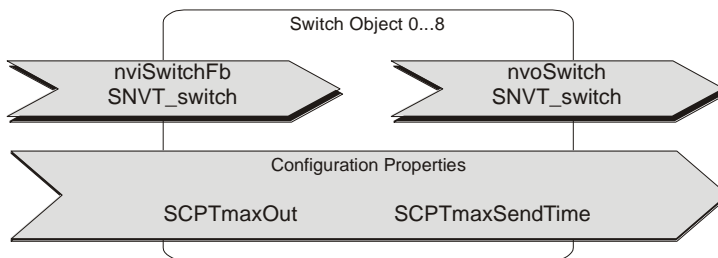 Switch Object 0...8
nviSwitchFb
SNVT_switch
nvoSwitch
SNVT_switch
Configuration Properties
SCPTmaxOut SCPTmaxSendTime